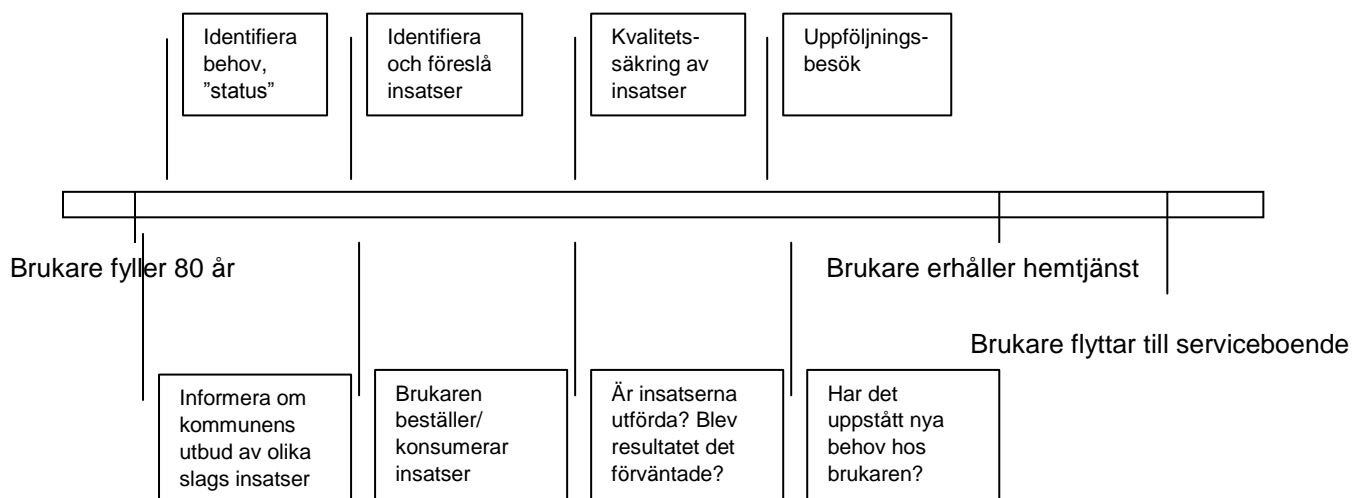 Identifiera
behov,
”status”
Identifiera
och föreslå
insatser
Kvalitets-
säkring av
insatser
Uppföljnings-
besök
Brukare fyller 80 år
Brukare erhåller hemtjänst
Brukare flyttar till serviceboende
Informera om
kommunens
utbud av olika
slags insatser
Brukaren
beställer/
konsumerar
insatser
Är insatserna
utförda? Blev
resultatet det
förväntade?
Har det
uppstått nya
behov hos
brukaren?